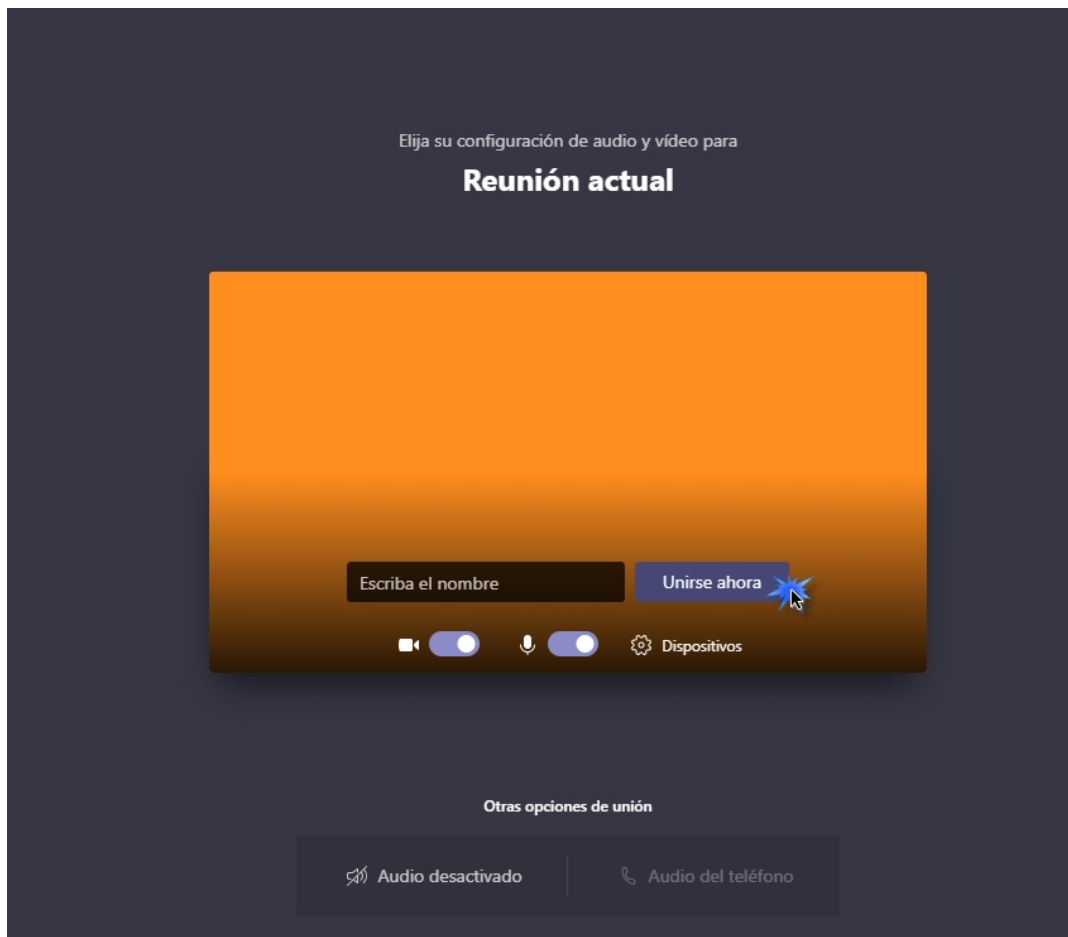 Elija su configuración de audio y vídeo para
Reunión actual
Escriba el nombre
Unirse ahora
Dispositivos
Otras opciones de unión
Audio desactivado
Audio del teléfono